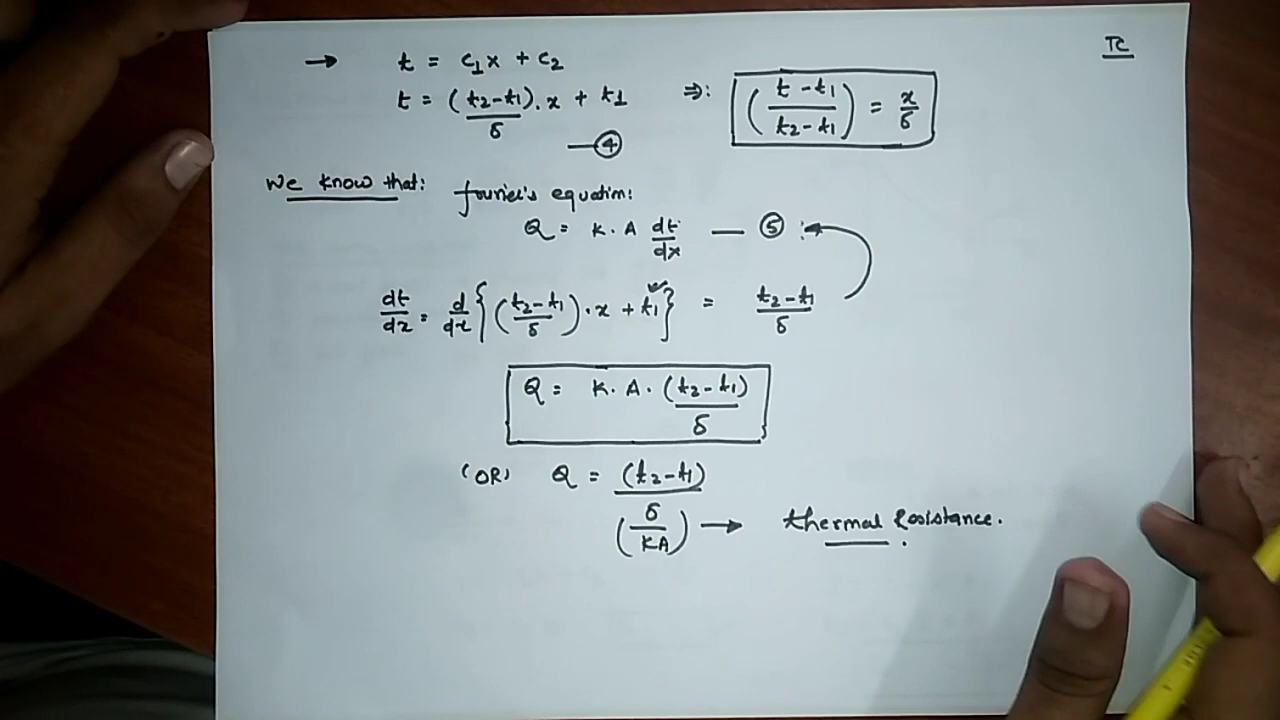 TC
→ t = c₁x + c₂
t = (t₂-t₁)/δ . x + t₁ —④ ⇒: ((t - t₁)/(t₂-t₁)) = x/δ
We know that: fourier's equation:
Q = K. A dt/dx — ⑤ :
dt/dx = d/dx {((t₂-t₁)/δ) . x + t₁} = (t₂-t₁)/δ
Q = K. A. (t₂-t₁)/δ
(OR) Q = (t₂-t₁)/(δ/KA) → thermal Resistance.